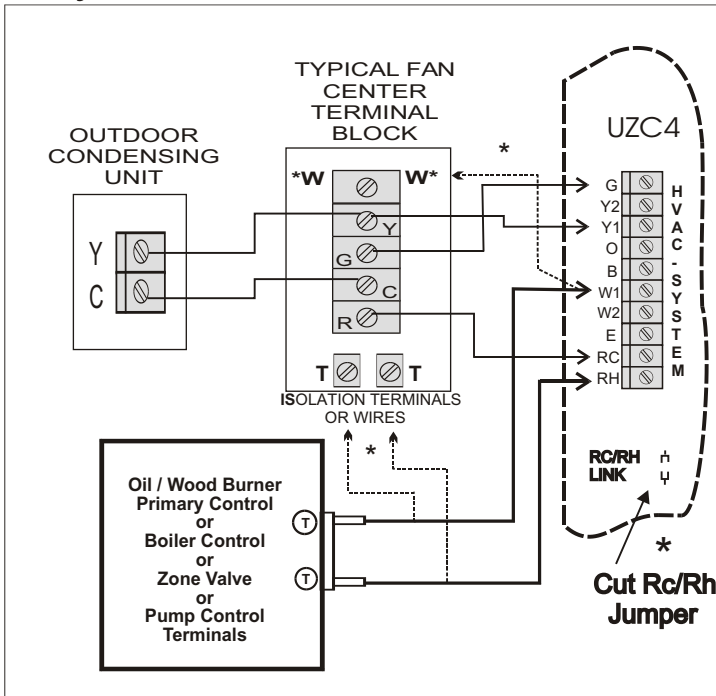 TYPICAL FAN
CENTER
TERMINAL
BLOCK
OUTDOOR
CONDENSING
UNIT
Y
C
*W
W*
Y
G
C
R
T
T
ISOLATION TERMINALS
OR WIRES
*
*
UZC4
G
Y2
Y1
O
B
W1
W2
E
RC
RH
HVAC-SYSTEM
RC/RH
LINK
*
Cut Rc/Rh
Jumper
Oil / Wood Burner
Primary Control
or
Boiler Control
or
Zone Valve
or
Pump Control
Terminals
T
T